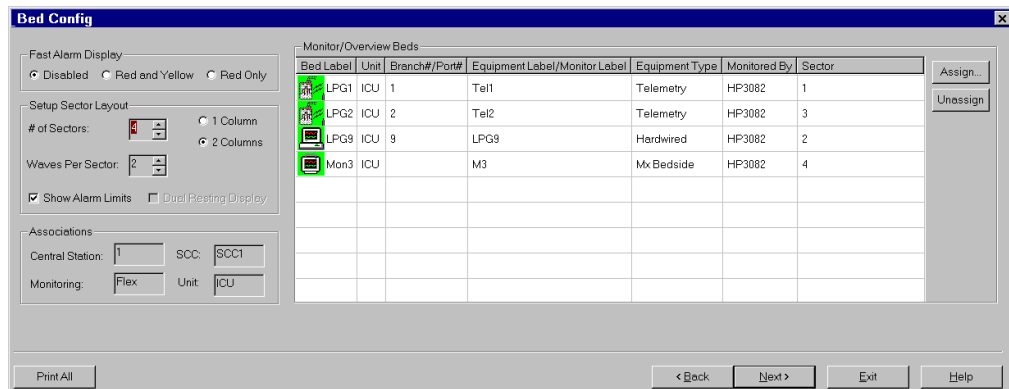 Bed Config
Fast Alarm Display
Disabled Red and Yellow Red Only
Setup Sector Layout
# of Sectors: 4 1 Column
2 Columns
Waves Per Sector: 2
Show Alarm Limits Dual Resting Display
Associations
Central Station: 1 SCC: SCC1
Monitoring: Flex Unit: ICU
Monitor/Overview Beds
Bed Label Unit Branch#/Port# Equipment Label/Monitor Label Equipment Type Monitored By Sector
LPG1 ICU 1 Tel1 Telemetry HP3082 1
LPG2 ICU 2 Tel2 Telemetry HP3082 3
LPG9 ICU 9 LPG9 Hardwired HP3082 2
Mon3 ICU M3 Mx Bedside HP3082 4
Assign...
Unassign
Print All < Back Next > Exit Help